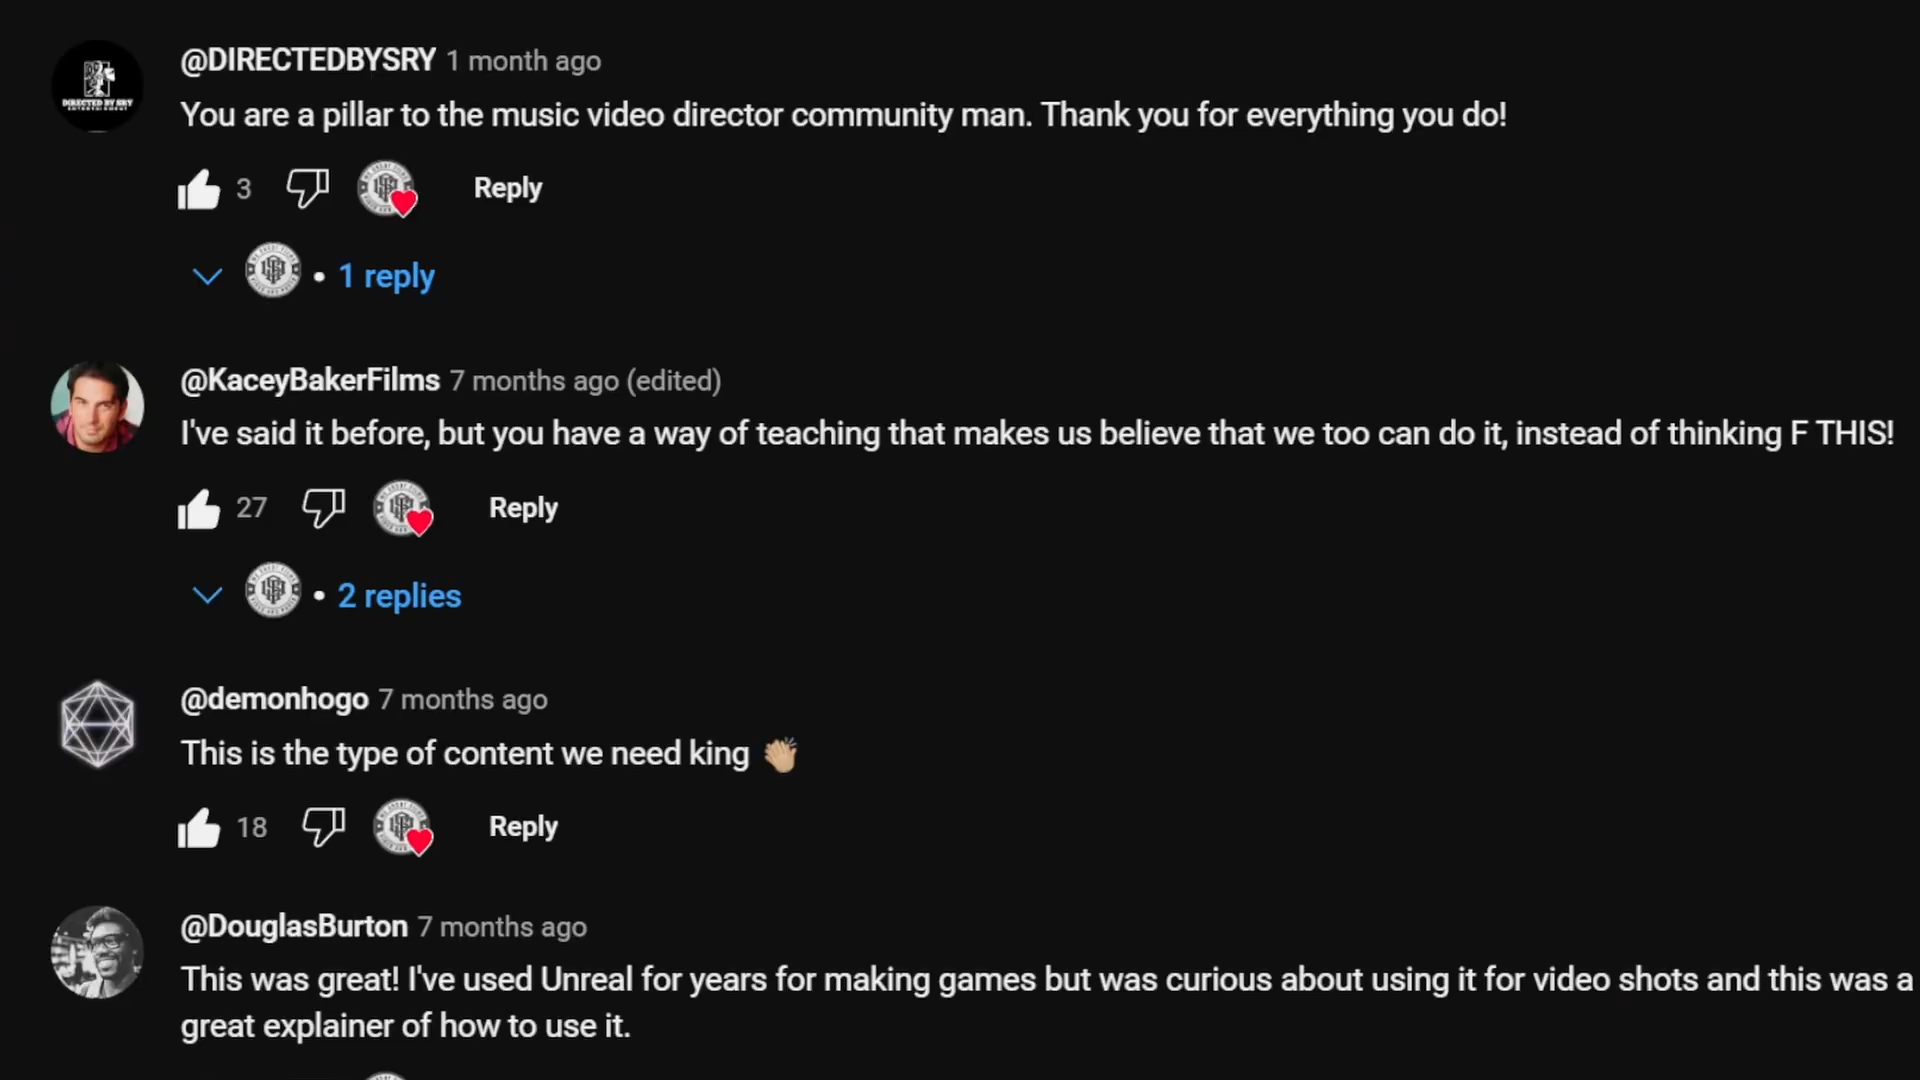 @DIRECTEDBYSRY 1 month ago
You are a pillar to the music video director community man. Thank you for everything you do!
3 Reply
• 1 reply
@KaceyBakerFilms 7 months ago (edited)
I've said it before, but you have a way of teaching that makes us believe that we too can do it, instead of thinking F THIS!
27 Reply
• 2 replies
@demonhogo 7 months ago
This is the type of content we need king 👏🏼
18 Reply
@DouglasBurton 7 months ago
This was great! I've used Unreal for years for making games but was curious about using it for video shots and this was a
great explainer of how to use it.
DIRECTED BY SRY
ENTERTAINMENT